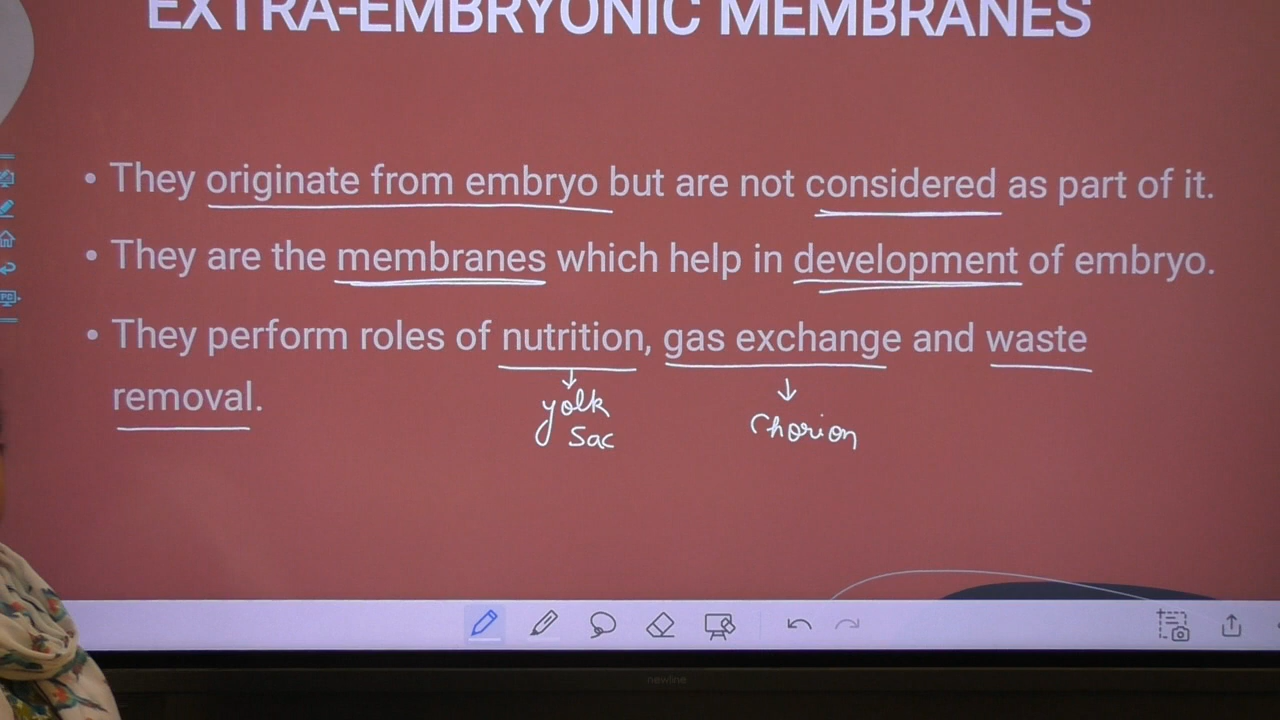 EXTRA-EMBRYONIC MEMBRANES
• They originate from embryo but are not considered as part of it.
• They are the membranes which help in development of embryo.
• They perform roles of nutrition, gas exchange and waste
removal.
yolk
Sac
Chorion
newline